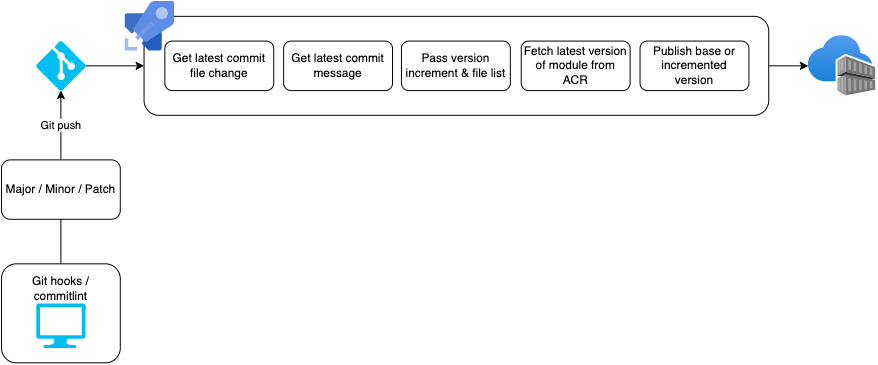 Get latest commit
file change
Get latest commit
message
Pass version
increment & file list
Fetch latest version
of module from
ACR
Publish base or
incremented
version
Git push
Major / Minor / Patch
Git hooks /
commitlint